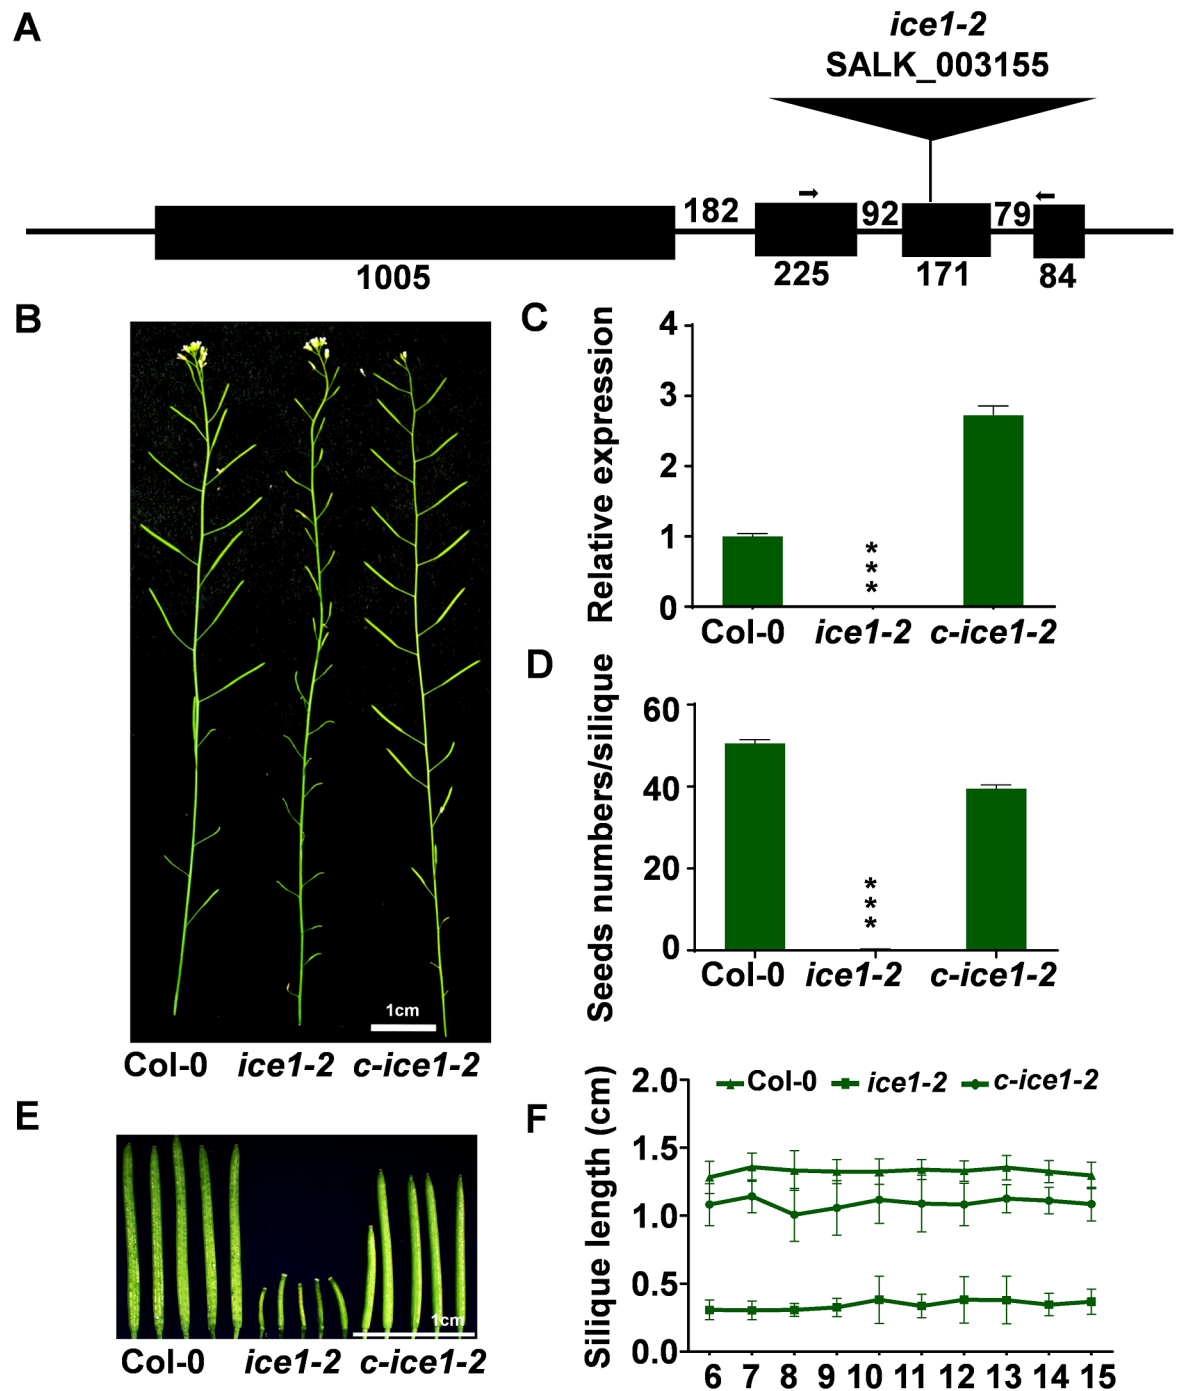 A
ice1-2
SALK_003155
182
92
79
1005
225
171
84
B
1cm
Col-0 ice1-2 c-ice1-2
C
Relative expression
4
3
2
1
0
***
Col-0 ice1-2 c-ice1-2
D
Seeds numbers/silique
60
40
20
0
***
Col-0 ice1-2 c-ice1-2
E
1cm
Col-0 ice1-2 c-ice1-2
F
Silique length (cm)
Col-0 ice1-2 c-ice1-2
2.0
1.5
1.0
0.5
0.0
6 7 8 9 10 11 12 13 14 15